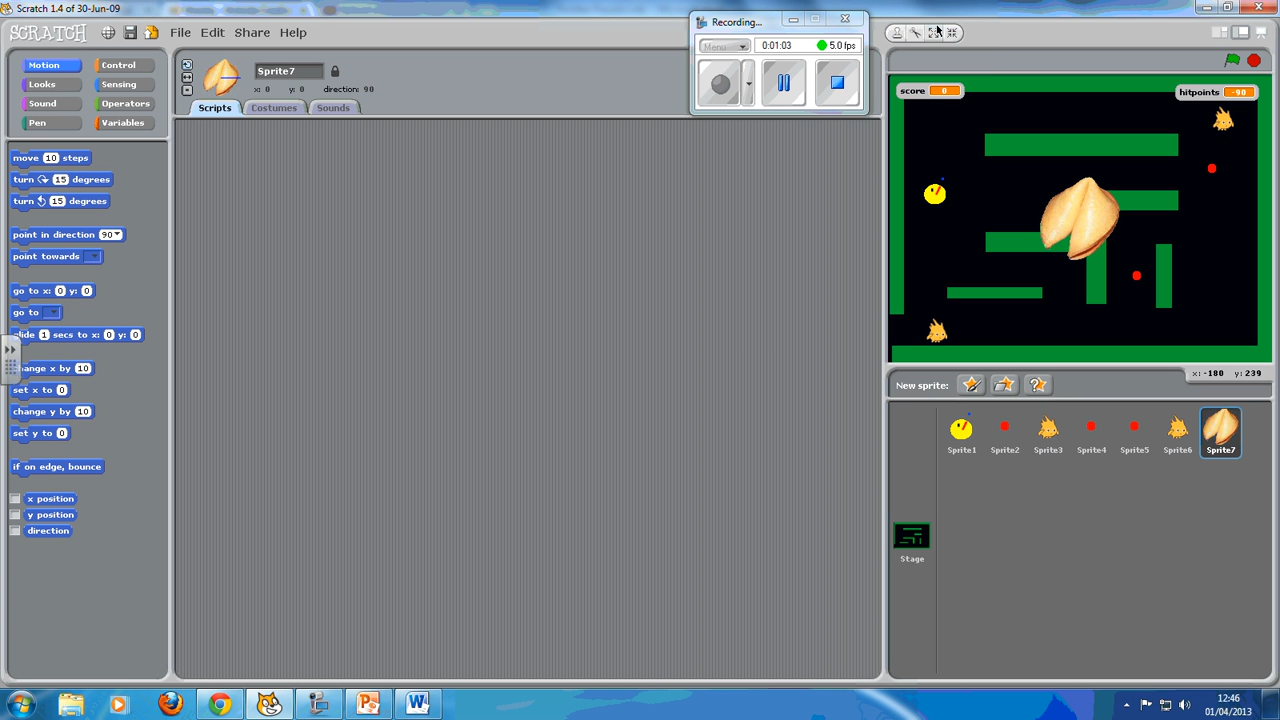 Scratch 1.4 of 30-Jun-09
SCRATCH
File Edit Share Help
Recording...
Menu
0:01:03
5.0 fps
Motion
Control
Looks
Sensing
Sound
Operators
Pen
Variables
Sprite7
x: 0 y: 0 direction: 90
Scripts
Costumes
Sounds
move 10 steps
turn 15 degrees
turn 15 degrees
point in direction 90
point towards
go to x: 0 y: 0
go to
glide 1 secs to x: 0 y: 0
change x by 10
set x to 0
change y by 10
set y to 0
if on edge, bounce
x position
y position
direction
score 0
hitpoints -90
x: -180 y: 239
New sprite:
Sprite1
Sprite2
Sprite3
Sprite4
Sprite5
Sprite6
Sprite7
Stage
12:46
01/04/2013